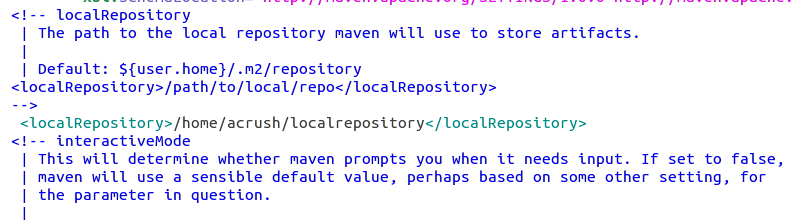 <!-- localRepository
| The path to the local repository maven will use to store artifacts.
|
| Default: ${user.home}/.m2/repository
<localRepository>/path/to/local/repo</localRepository>
-->
<localRepository>/home/acrush/localrepository</localRepository>
<!-- interactiveMode
| This will determine whether maven prompts you when it needs input. If set to false,
| maven will use a sensible default value, perhaps based on some other setting, for
| the parameter in question.
|